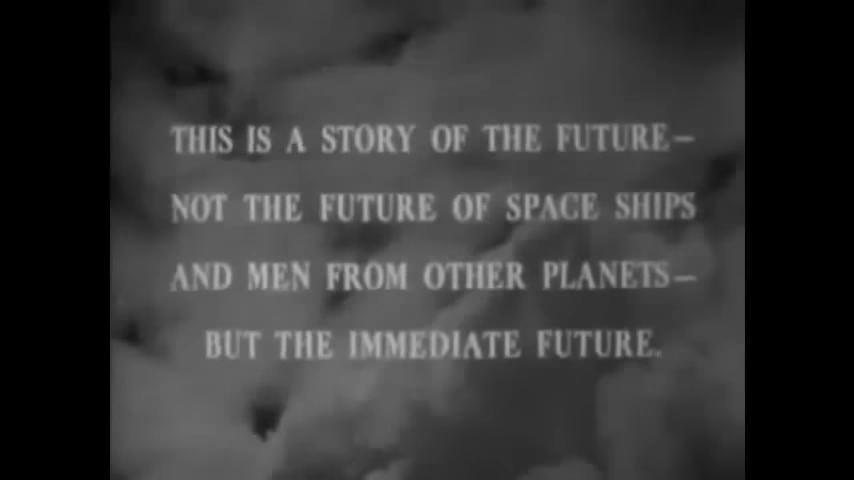 THIS IS A STORY OF THE FUTURE—
NOT THE FUTURE OF SPACE SHIPS
AND MEN FROM OTHER PLANETS—
BUT THE IMMEDIATE FUTURE.